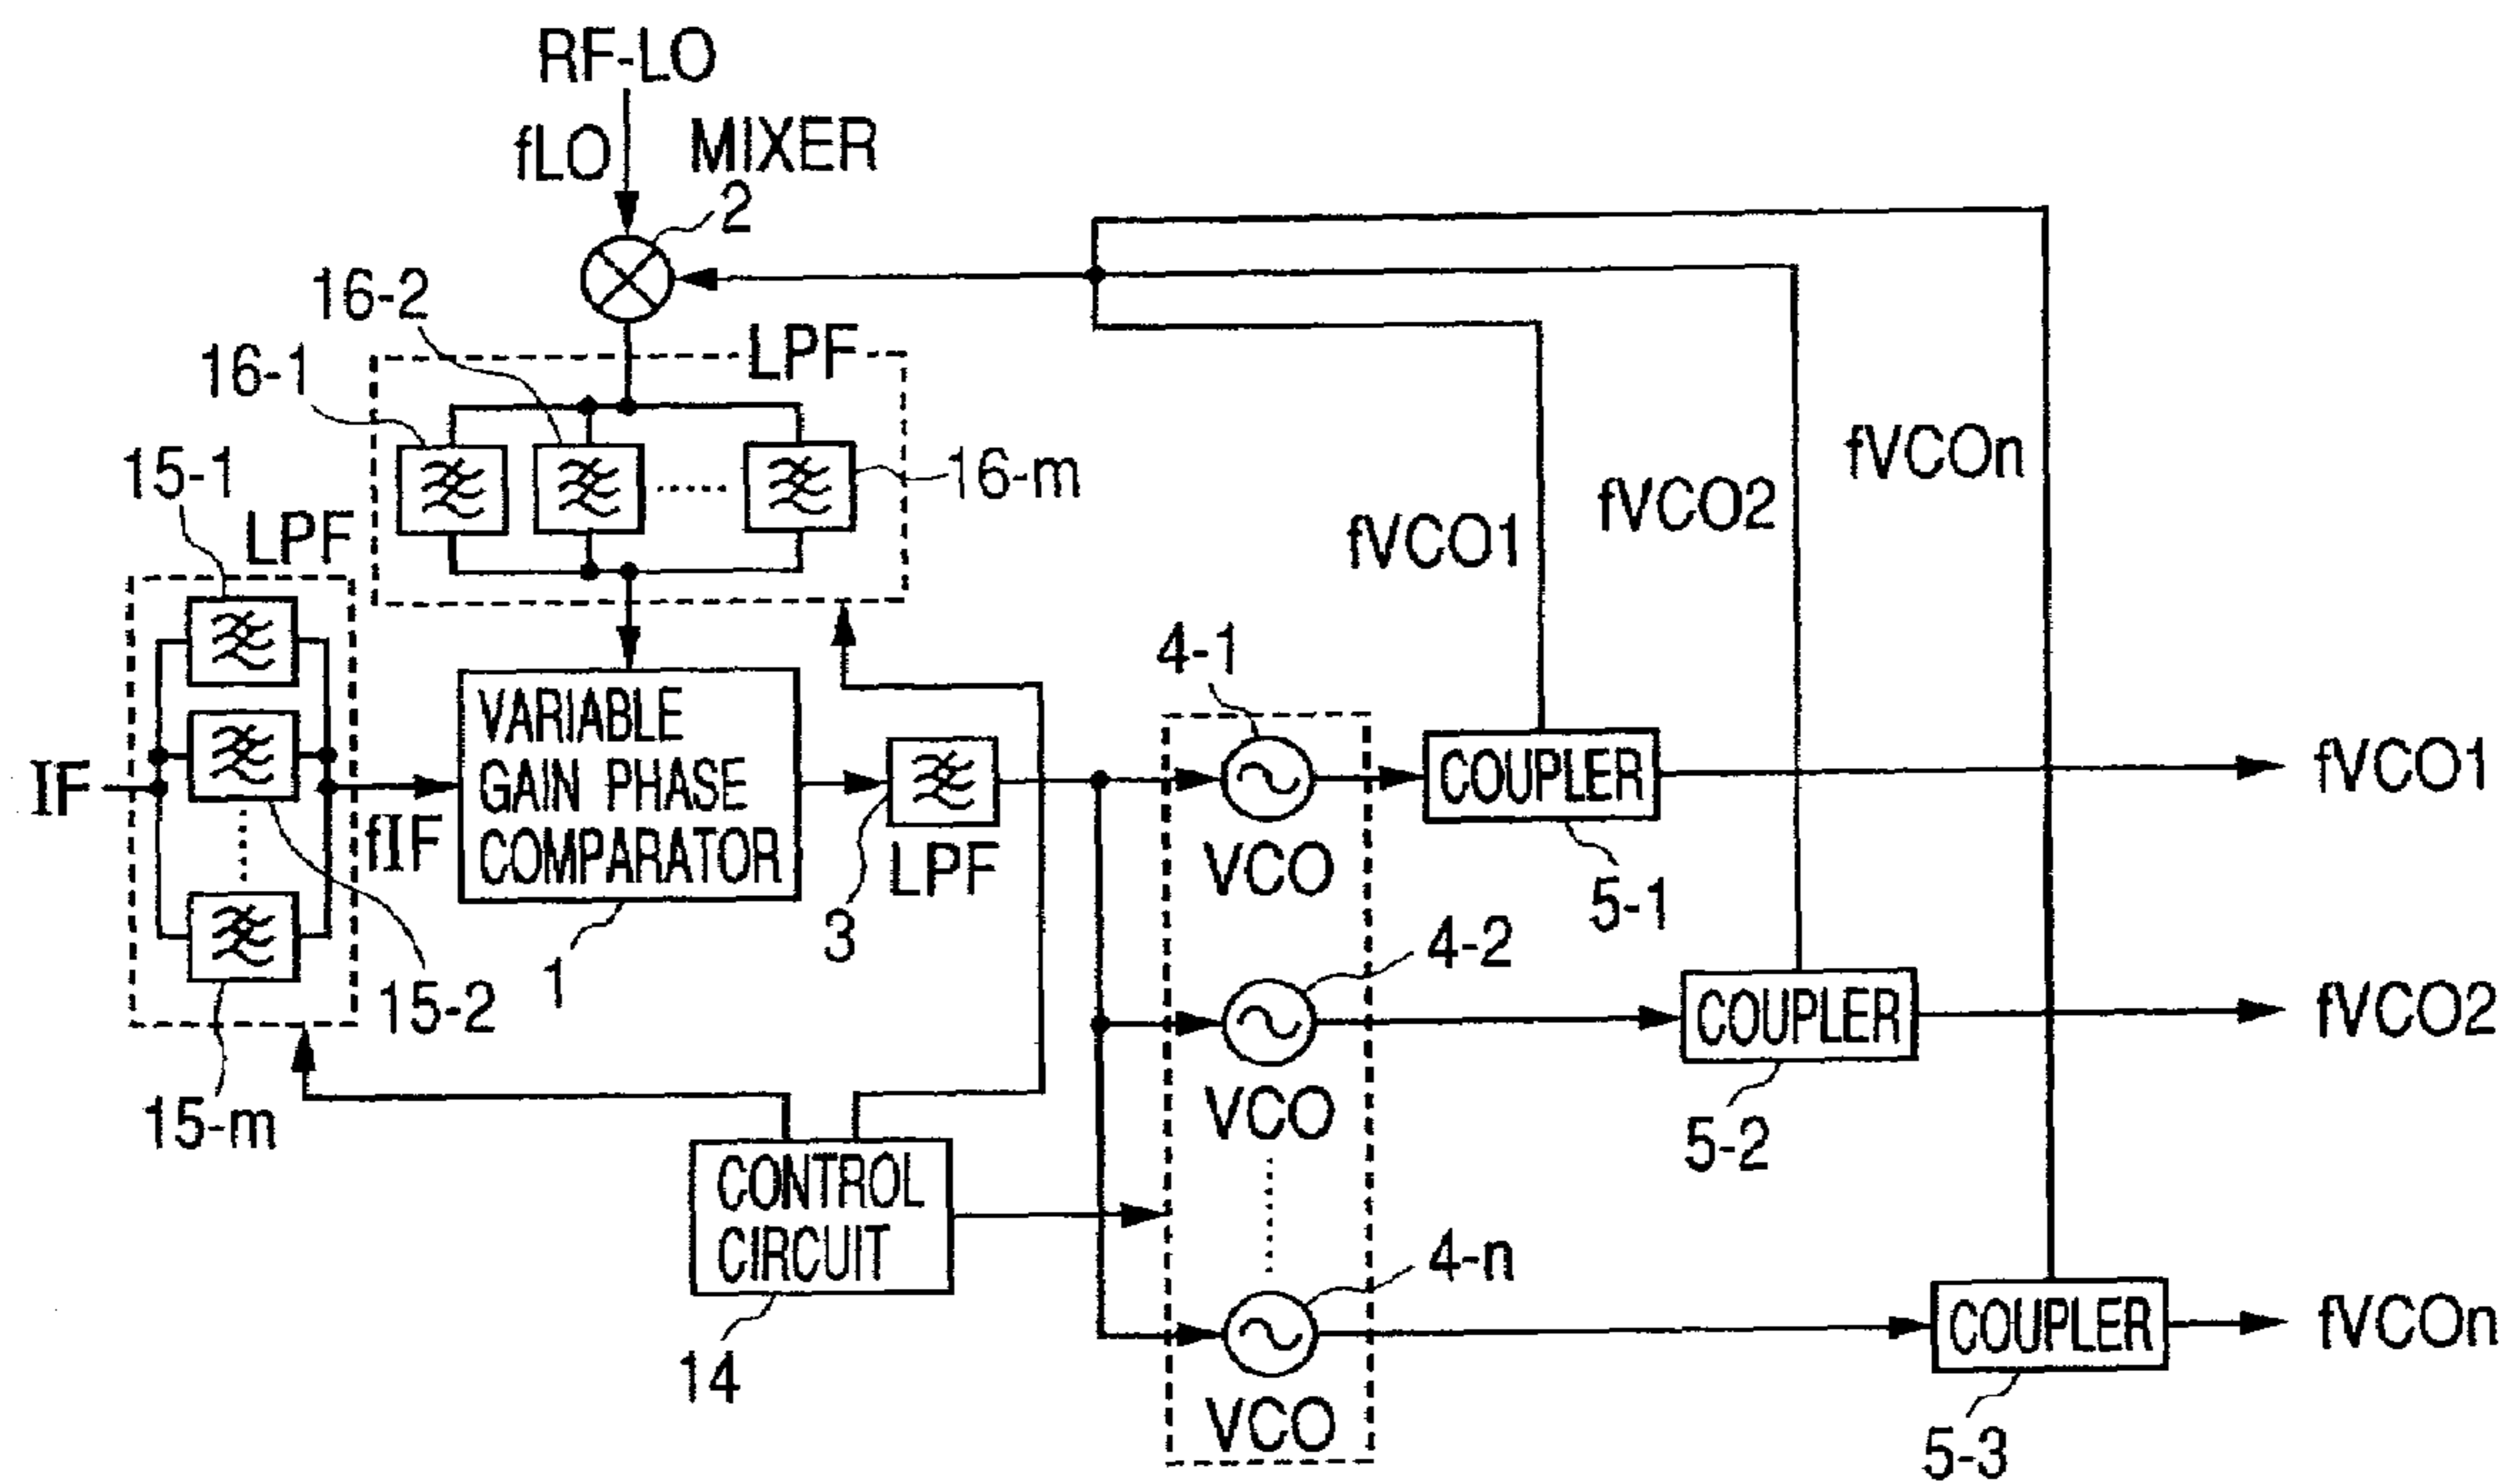 RF-LO
fLO
MIXER
2
16-2
LPF
16-1
15-1
16-m
LPF
fVCOn
fVCO2
fVCO1
4-1
VARIABLE
GAIN PHASE
COMPARATOR
IF
fIF
COUPLER
fVCO1
LPF
VCO
3
5-1
1
4-2
15-2
COUPLER
fVCO2
15-m
VCO
5-2
CONTROL
CIRCUIT
4-n
14
COUPLER
fVCOn
VCO
5-3